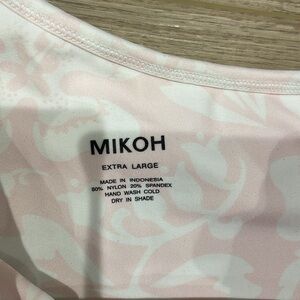 MIKOH
EXTRA LARGE
MADE IN INDONESIA
80% NYLON 20% SPANDEX
HAND WASH COLD
DRY IN SHADE